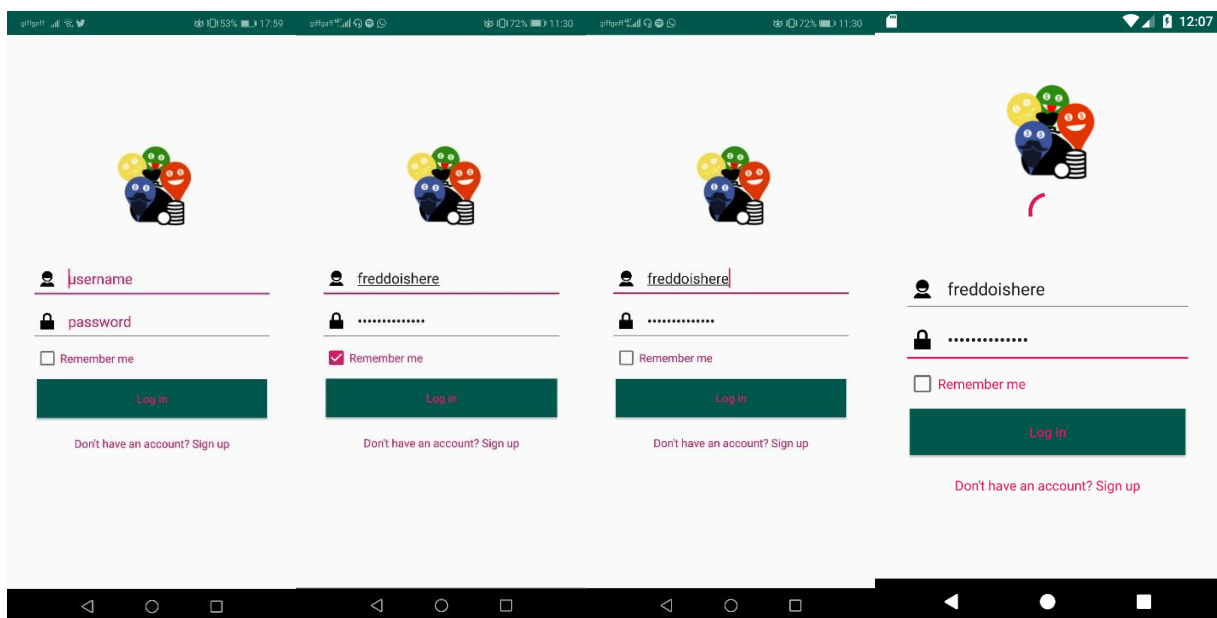 giffgaff 53% 17:59
username
password
Remember me
Log in
Don't have an account? Sign up
giffgaff 72% 11:30
freddoishere
••••••••••••••
Remember me
Log in
Don't have an account? Sign up
giffgaff 72% 11:30
freddoishere
••••••••••••••
Remember me
Log in
Don't have an account? Sign up
12:07
freddoishere
••••••••••••••
Remember me
Log in
Don't have an account? Sign up